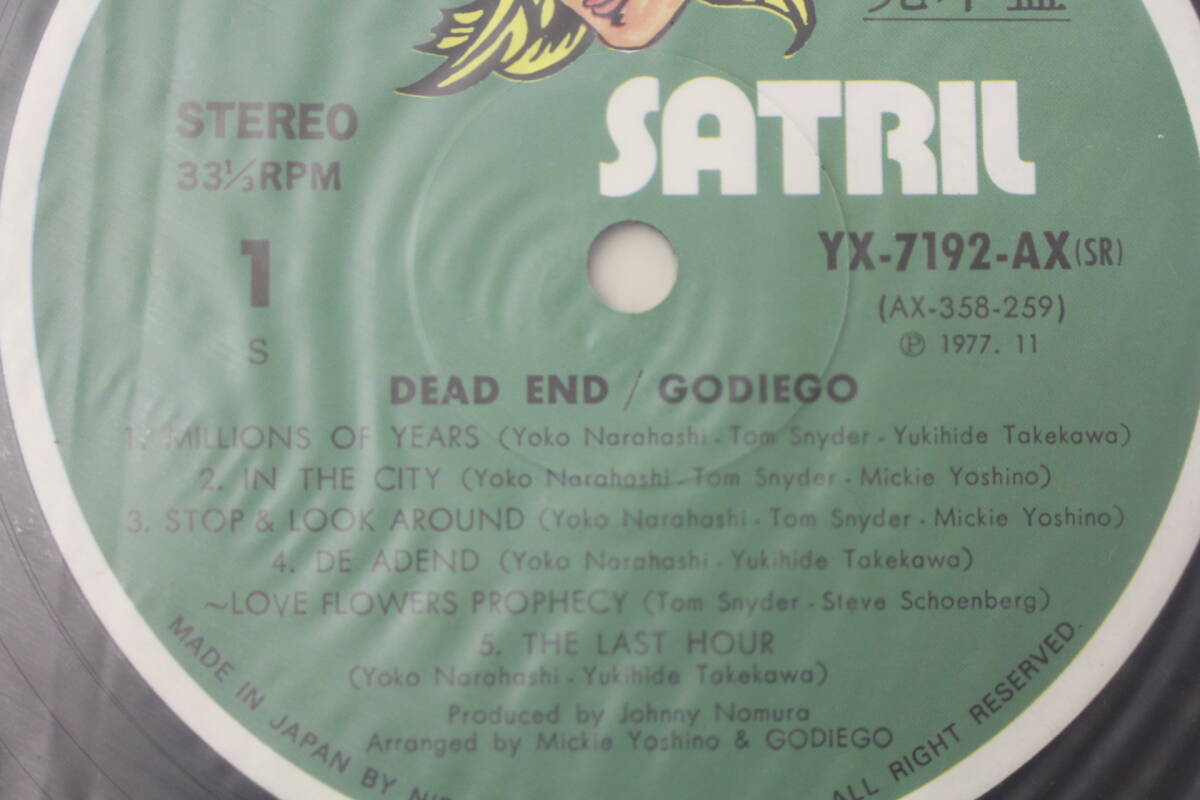 見本盤
SATRIL
STEREO
33⅓RPM
YX-7192-AX(SR)
1
(AX-358-259)
Ⓟ 1977. 11
S
DEAD END / GODIEGO
1. MILLIONS OF YEARS (Yoko Narahashi - Tom Snyder - Yukihide Takekawa)
2. IN THE CITY (Yoko Narahashi - Tom Snyder - Mickie Yoshino)
3. STOP & LOOK AROUND (Yoko Narahashi - Tom Snyder - Mickie Yoshino)
4. DE ADEND (Yoko Narahashi - Yukihide Takekawa)
~LOVE FLOWERS PROPHECY (Tom Snyder - Steve Schoenberg)
5. THE LAST HOUR
(Yoko Narahashi - Yukihide Takekawa)
Produced by Johnny Nomura
Arranged by Mickie Yoshino & GODIEGO
MADE IN JAPAN BY
ALL RIGHT RESERVED.